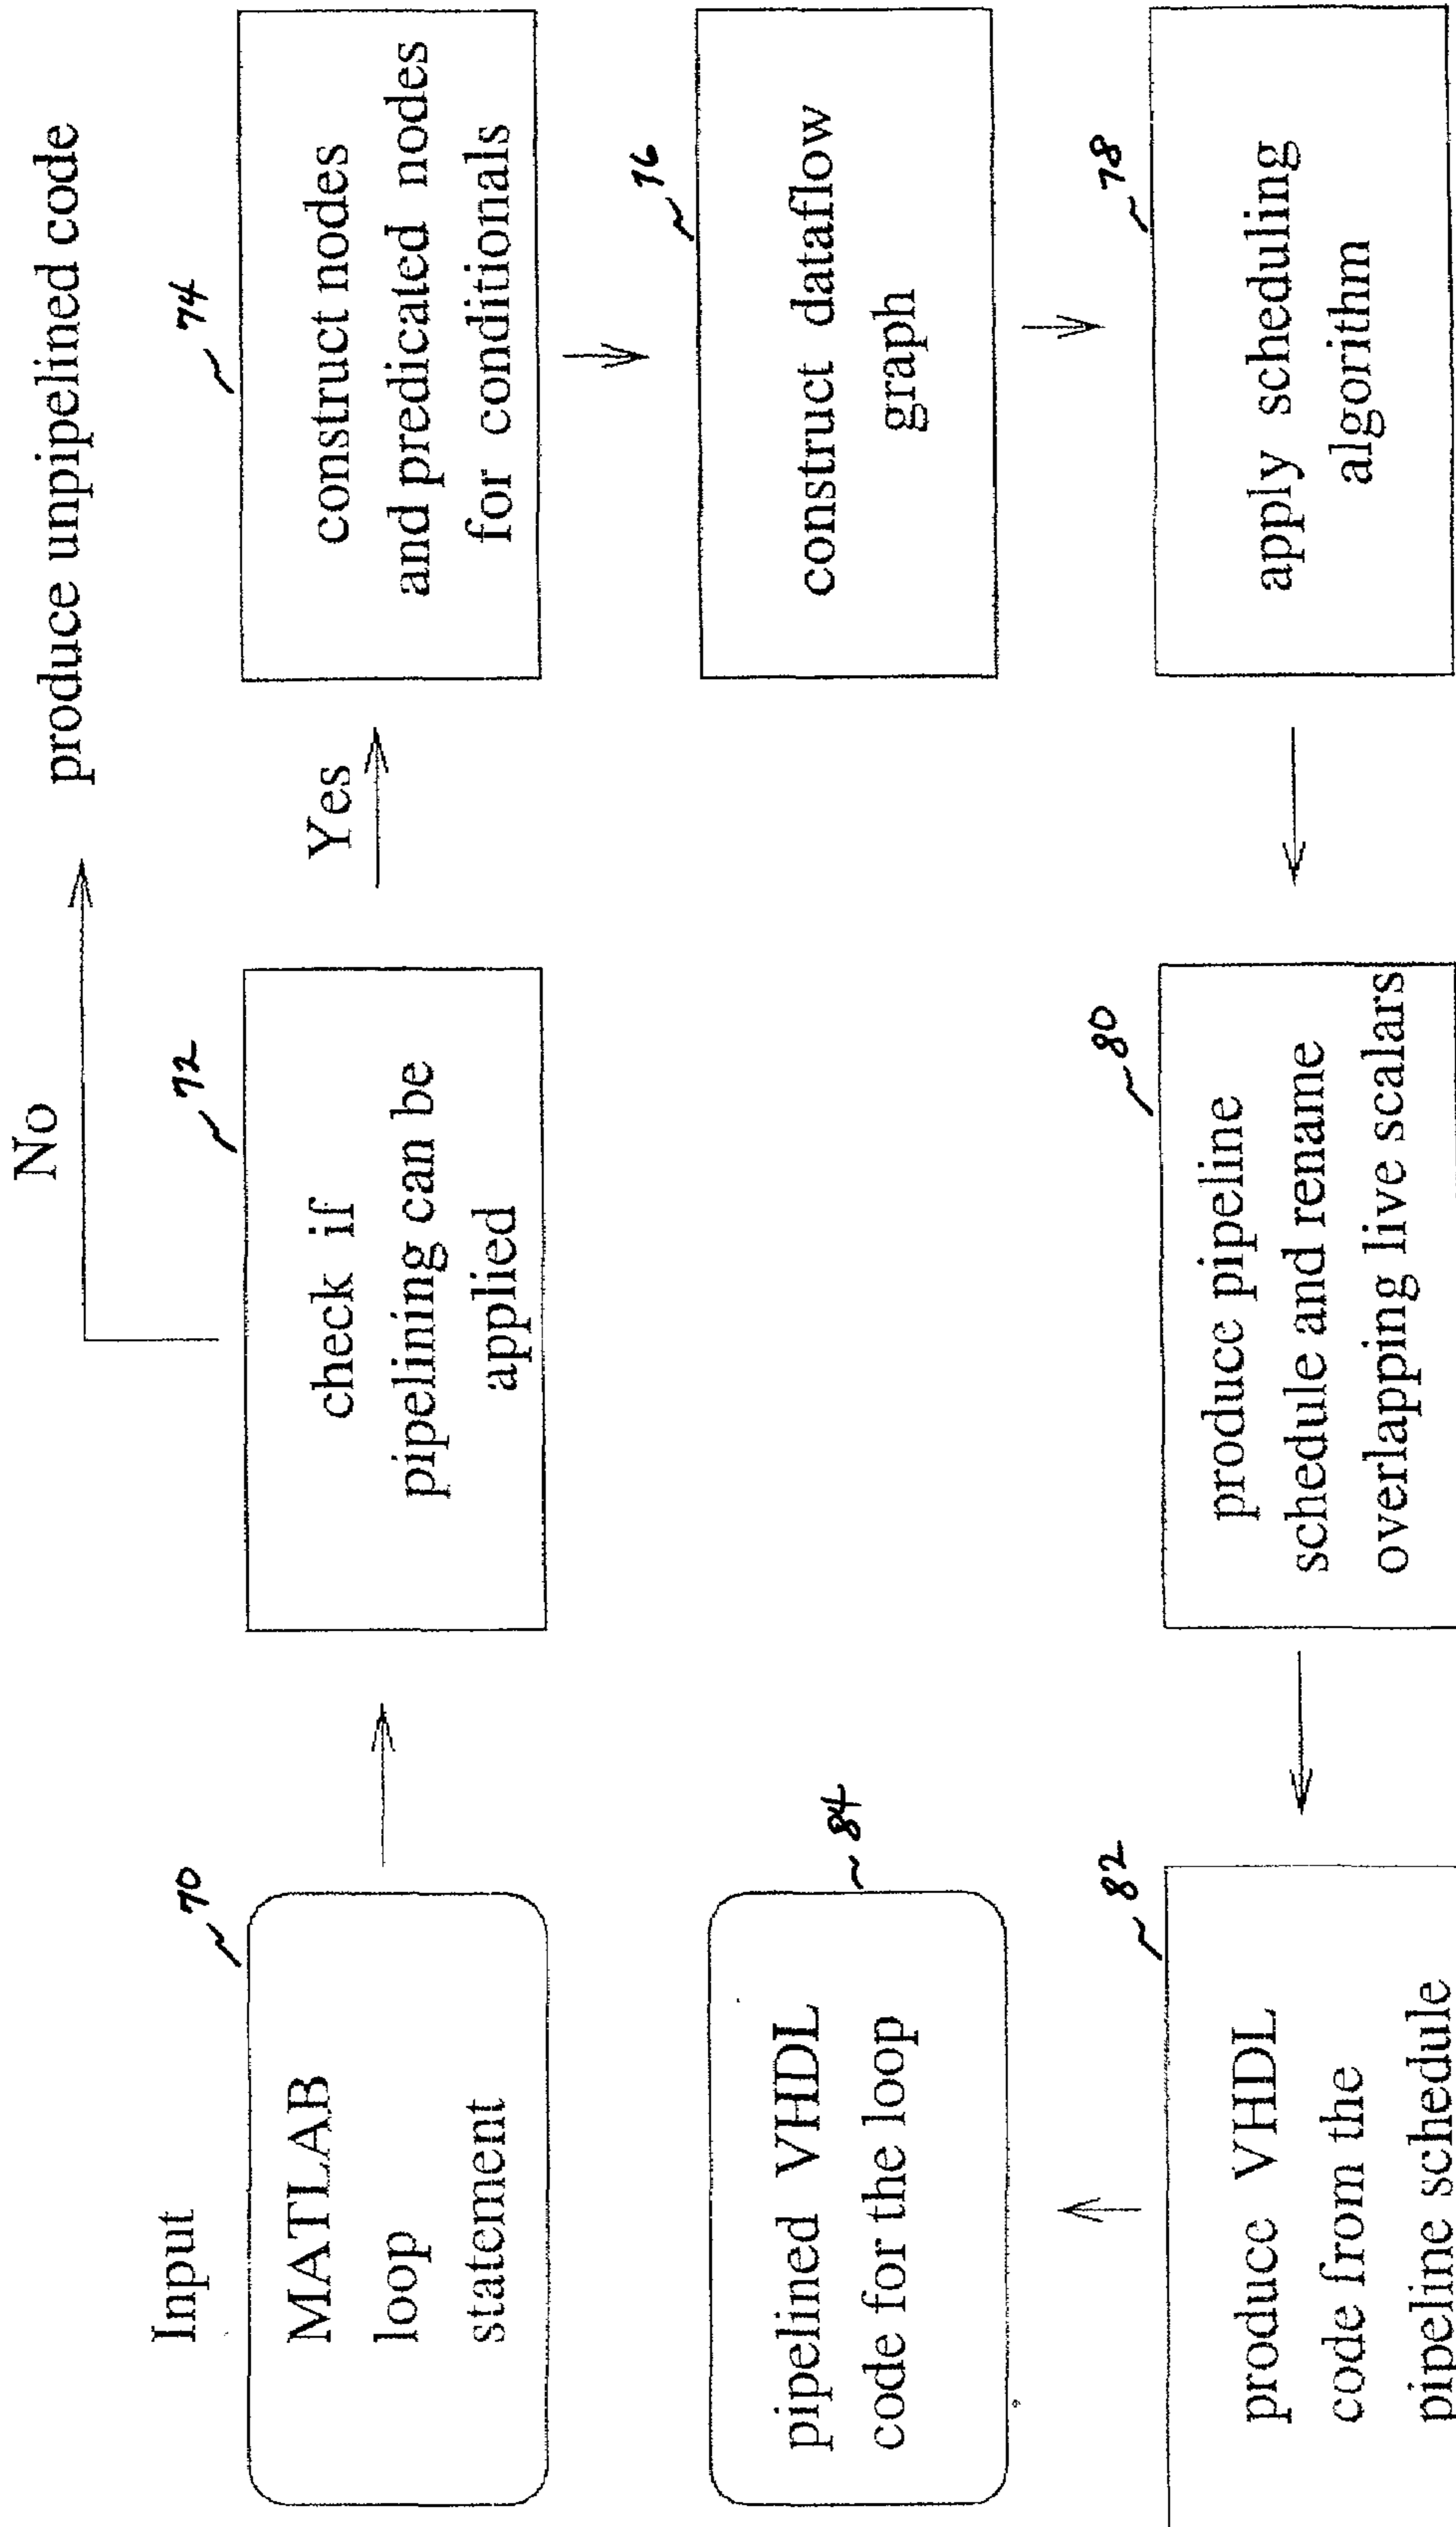 Input
70
MATLAB
loop
statement
72
check if
pipelining can be
applied
No
produce unpipelined code
Yes
74
construct nodes
and predicated nodes
for conditionals
76
construct dataflow
graph
78
apply scheduling
algorithm
80
produce pipeline
schedule and rename
overlapping live scalars
82
produce VHDL
code from the
pipeline schedule
84
pipelined VHDL
code for the loop